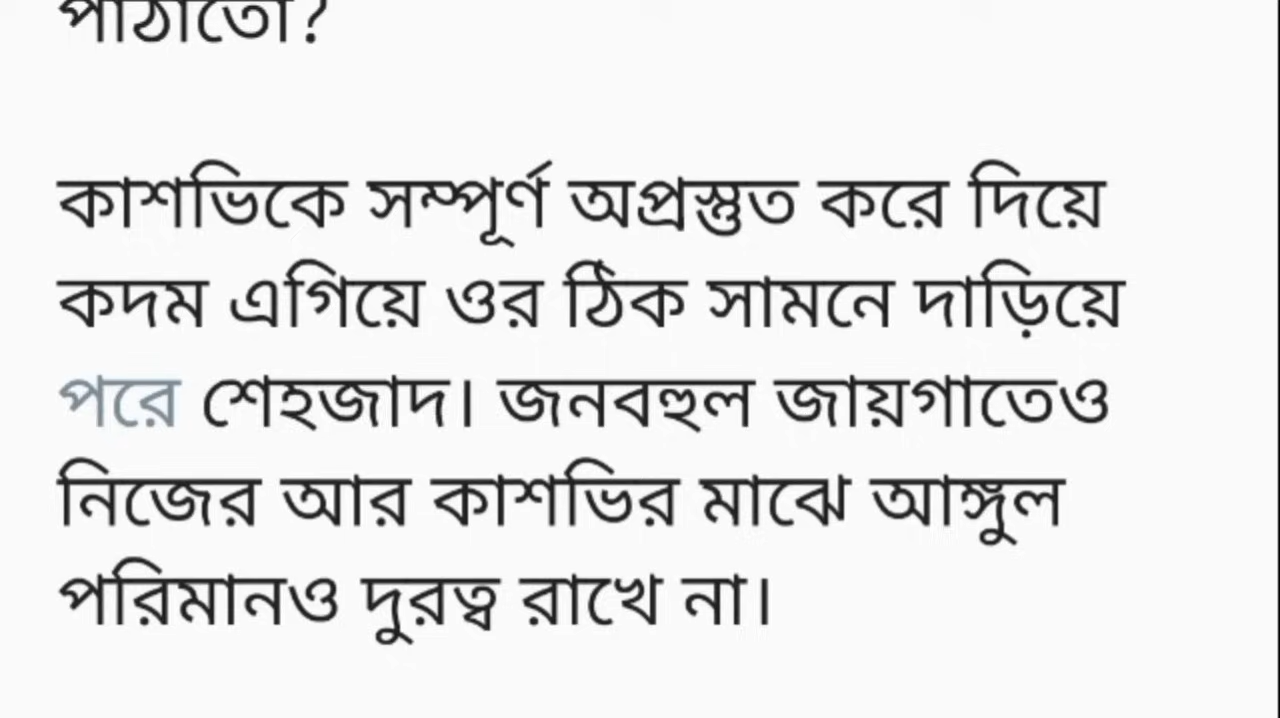 পাঠাতো?
কাশভিকে সম্পূর্ণ অপ্রস্তুত করে দিয়ে
কদম এগিয়ে ওর ঠিক সামনে দাড়িয়ে
পরে শেহজাদ। জনবহুল জায়গাতেও
নিজের আর কাশভির মাঝে আঙ্গুল
পরিমানও দুরত্ব রাখে না।